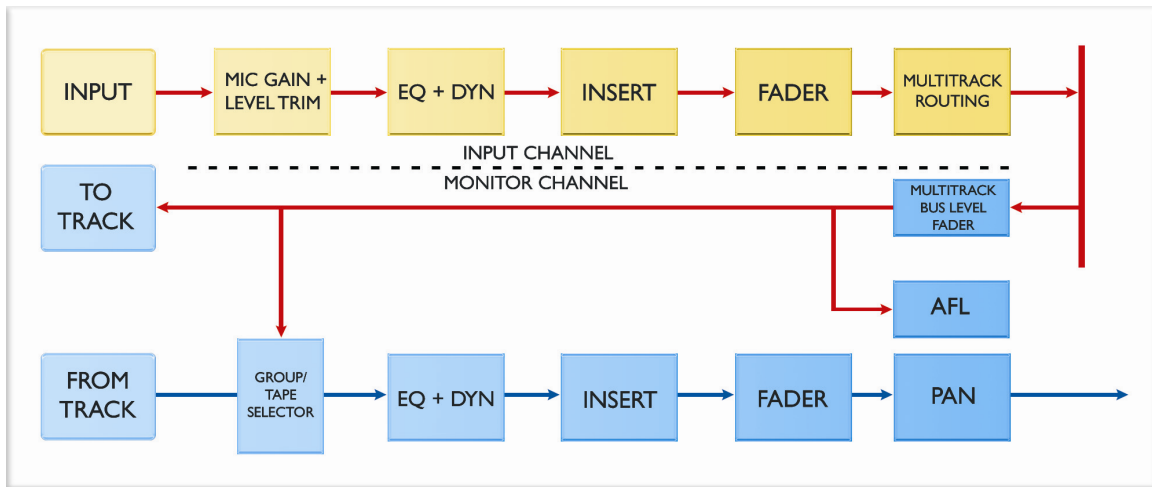 INPUT
MIC GAIN +
LEVEL TRIM
EQ + DYN
INSERT
FADER
MULTITRACK
ROUTING
INPUT CHANNEL
MONITOR CHANNEL
TO
TRACK
MULTITRACK
BUS LEVEL
FADER
AFL
FROM
TRACK
GROUP/
TAPE
SELECTOR
EQ + DYN
INSERT
FADER
PAN